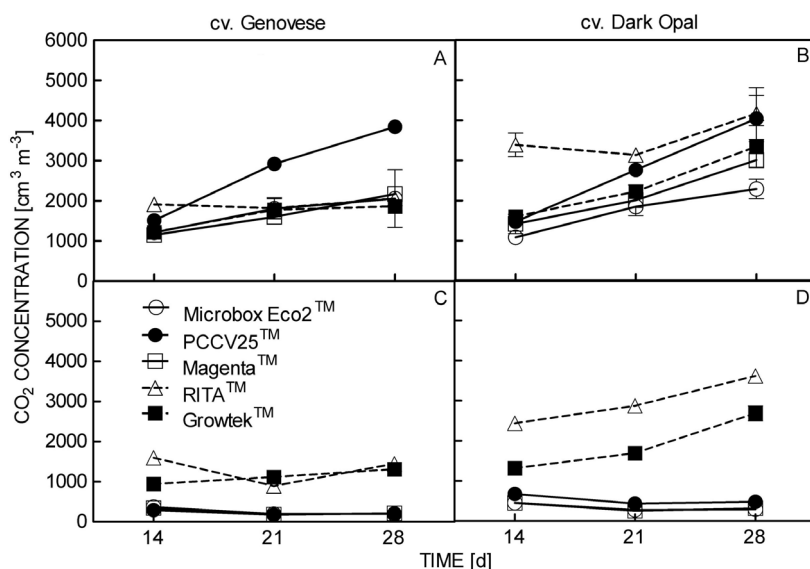 cv. Genovese
cv. Dark Opal
6000
5000
4000
3000
2000
1000
0
A
B
CO2 CONCENTRATION [cm³ m-³]
5000
4000
3000
2000
1000
0
C
D
Microbox Eco2™
PCCV25™
Magenta™
RITA™
Growtek™
14
21
28
14
21
28
TIME [d]